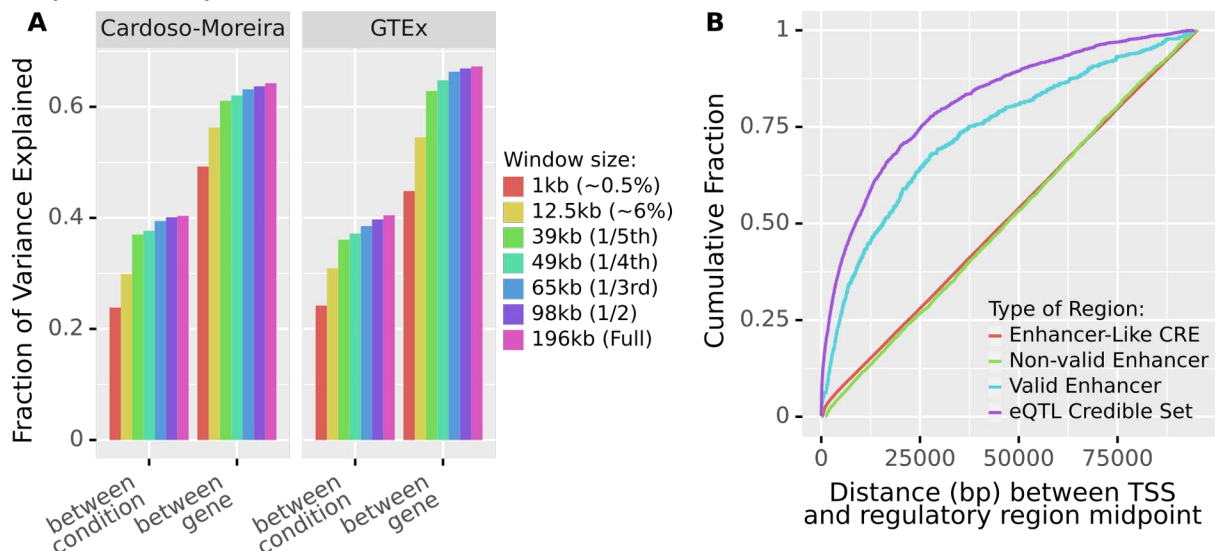 A
Cardoso-Moreira
GTEx
Fraction of Variance Explained
0.6
0.4
0.2
0
between
condition
between
gene
between
condition
between
gene
Window size:
1kb (~0.5%)
12.5kb (~6%)
39kb (1/5th)
49kb (1/4th)
65kb (1/3rd)
98kb (1/2)
196kb (Full)
B
Cumulative Fraction
1
0.75
0.50
0.25
0
Type of Region:
Enhancer-Like CRE
Non-valid Enhancer
Valid Enhancer
eQTL Credible Set
0
25000
50000
75000
Distance (bp) between TSS
and regulatory region midpoint